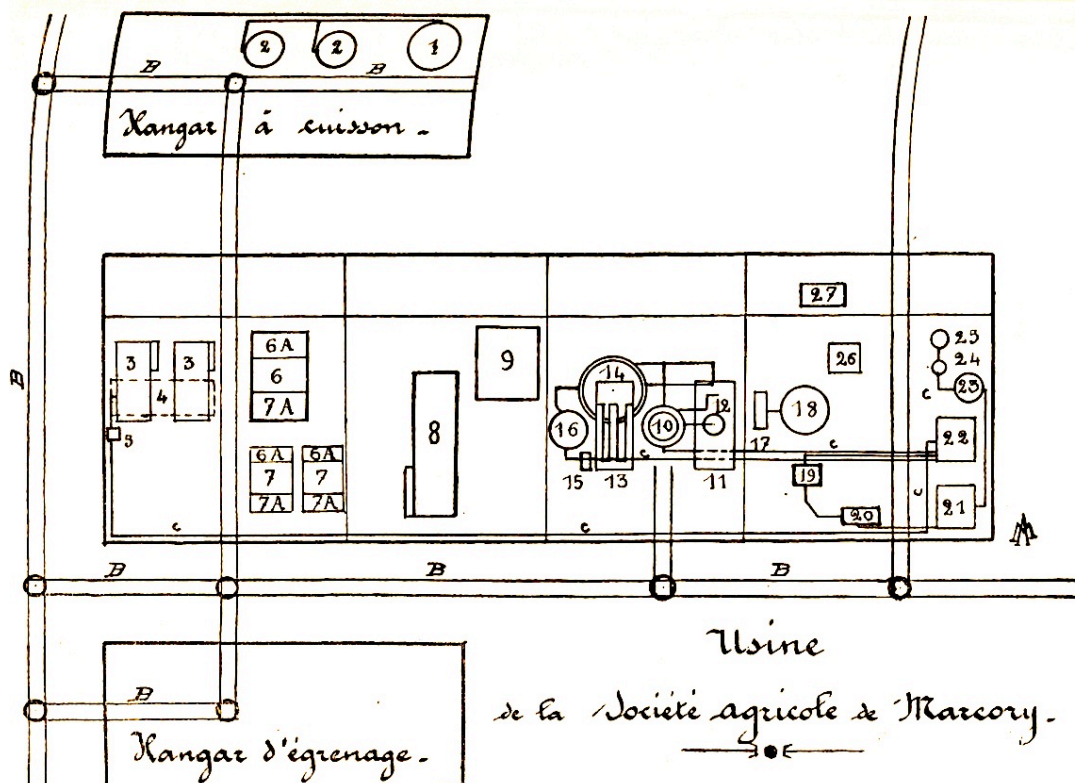 2 2 1
B B
Hangar à cuisson.-
B
27
3 3 6A 9 14 26 25
4 6 24
7A 18 23
5 8 16 10 12 17 22
6A 6A C C
7 7 15 13 11 19 C
7A 7A 20 21
C C
B B B
Usine
B
de la Société agricole de Marcory.-
Hangar d'égrenage.-